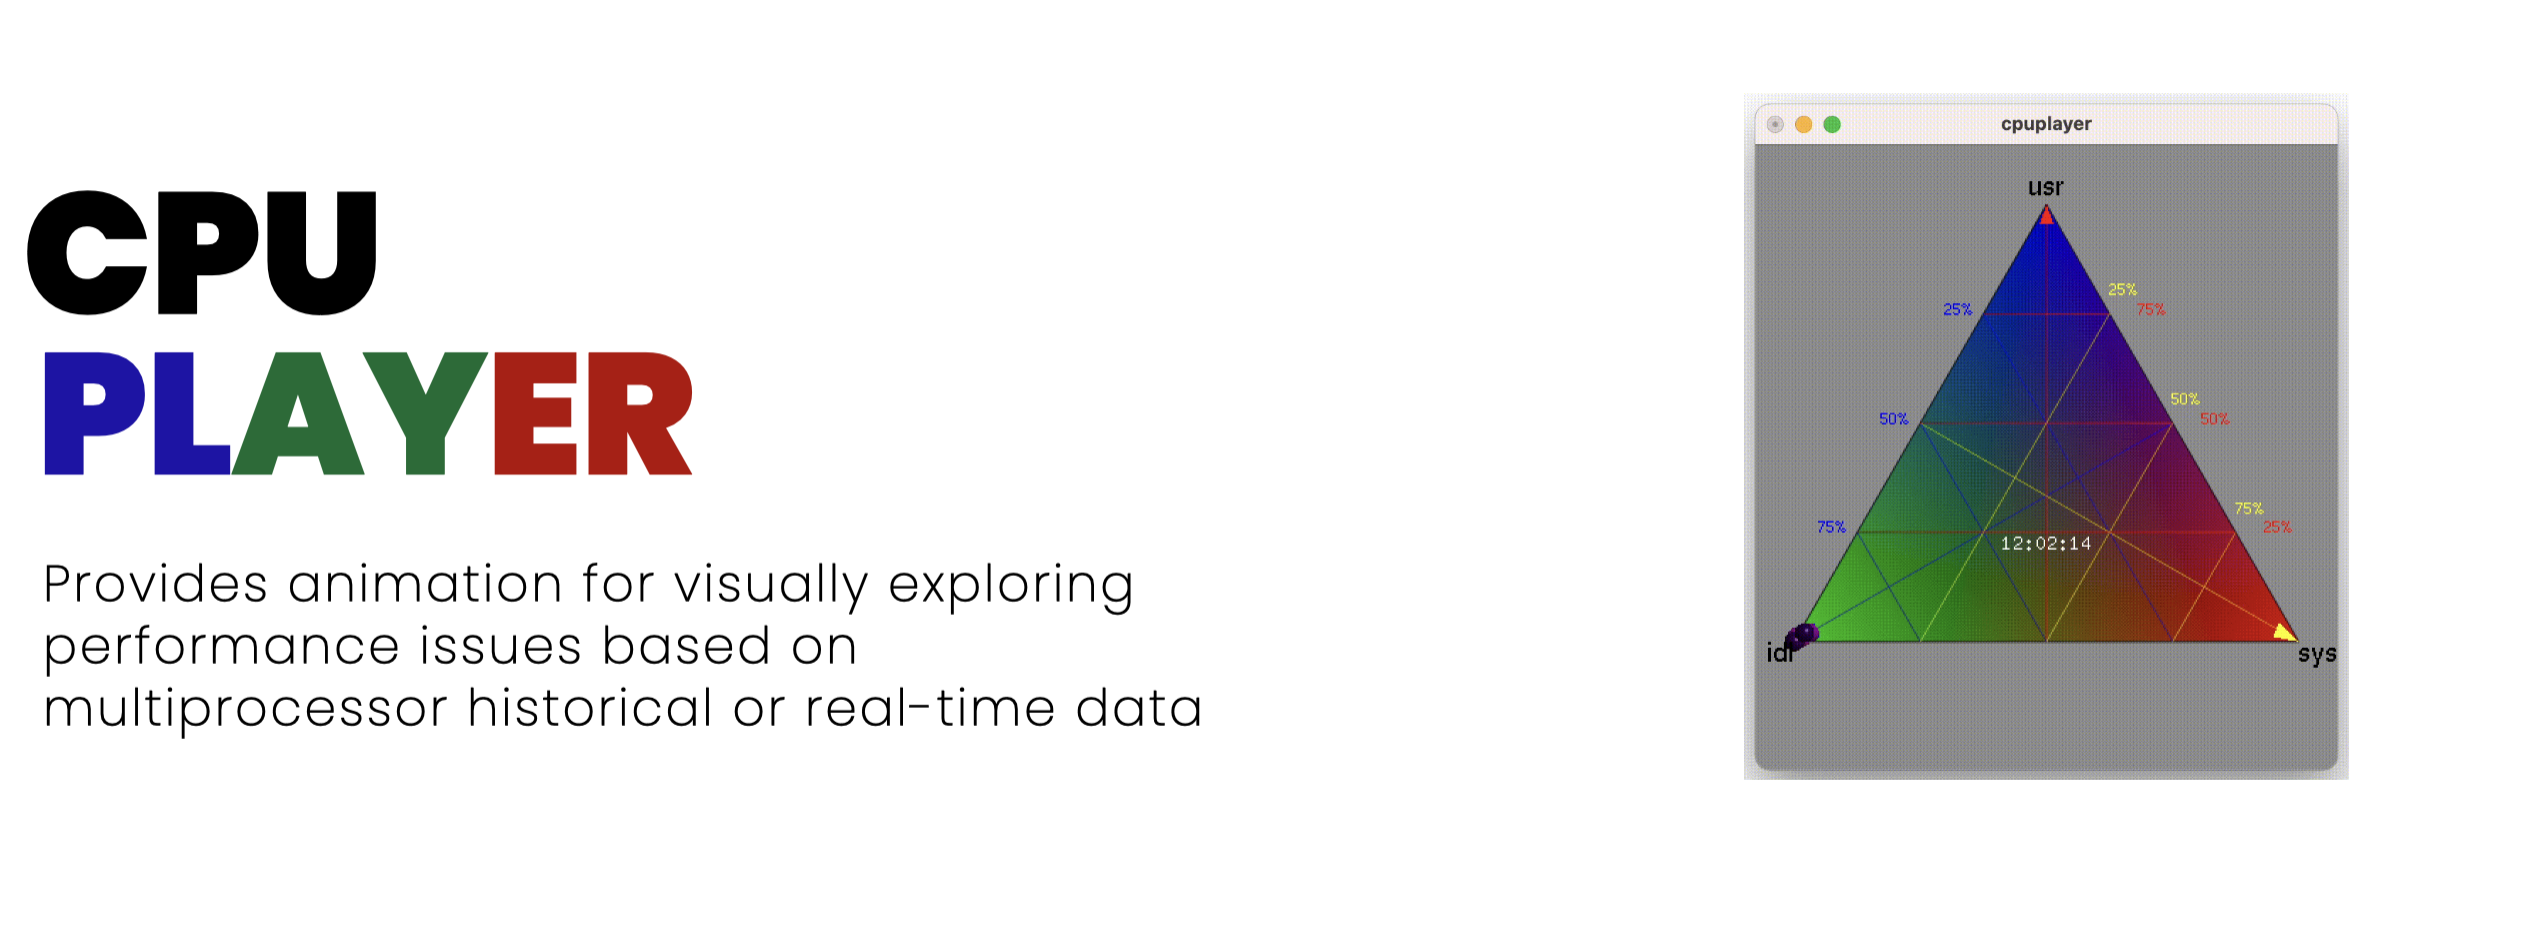 CPU
PLAYER
Provides animation for visually exploring
performance issues based on
multiprocessor historical or real-time data
cpuplayer
usr
25%
25%
75%
50%
50%
50%
75%
75%
25%
12:02:14
idl
sys